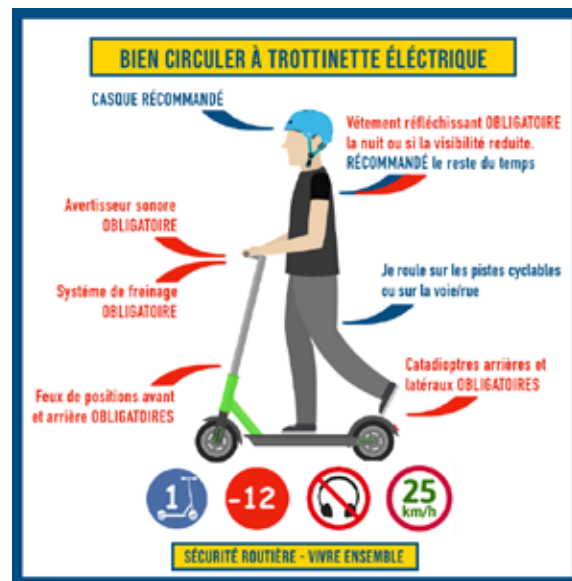 BIEN CIRCULER À TROTTINETTE ÉLÉCTRIQUE
CASQUE RÉCOMMANDÉ
Vêtement réfléchissant OBLIGATOIRE
la nuit ou si la visibilité reduite.
RÉCOMMANDÉ le reste du temps
Avertisseur sonore
OBLIGATOIRE
Système de freinage
OBLIGATOIRE
Je roule sur les pistes cyclables
ou sur la voie/rue
Feux de positions avant
et arrière OBLIGATOIRES
Catadioptres arrières et
latéraux OBLIGATOIRES
1
-12
25
km/h
SÉCURITÉ ROUTIÈRE - VIVRE ENSEMBLE